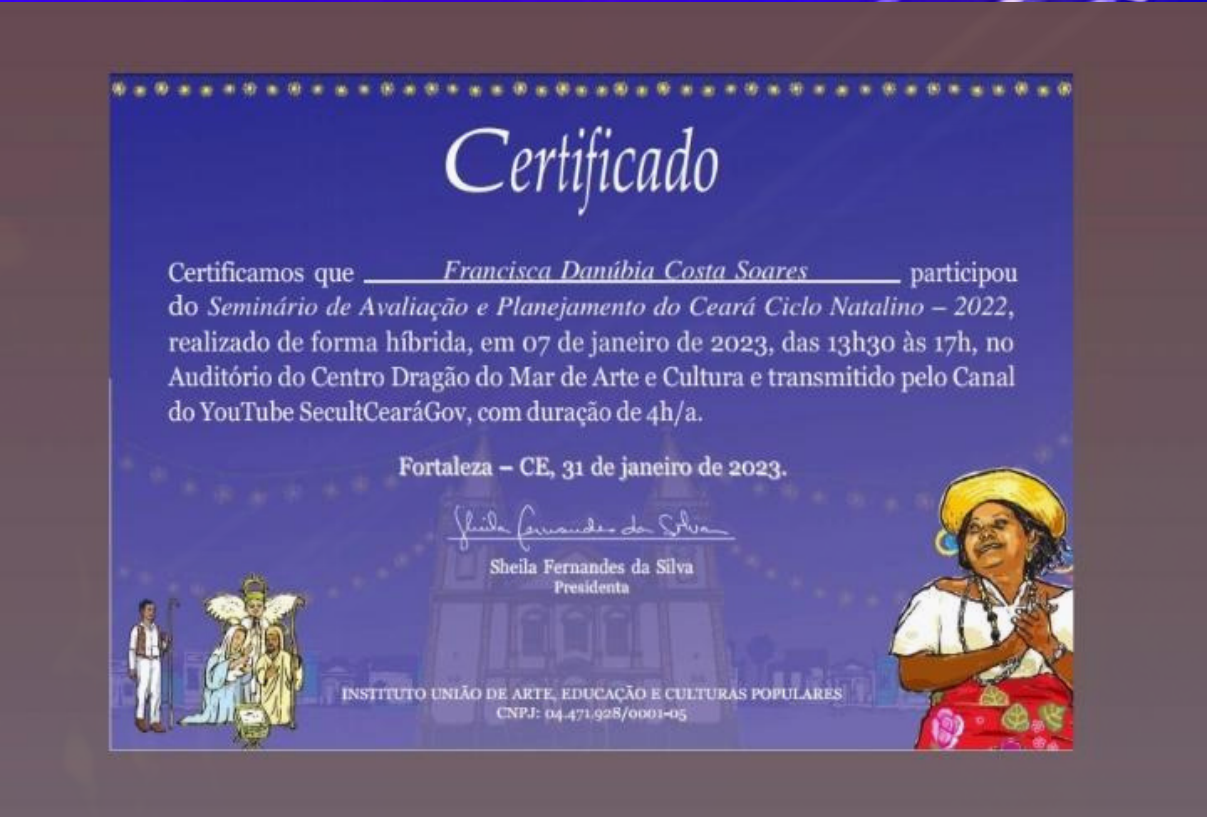 Certificado
Certificamos que Francisca Danúbia Costa Soares participou
do Seminário de Avaliação e Planejamento do Ceará Ciclo Natalino – 2022,
realizado de forma híbrida, em 07 de janeiro de 2023, das 13h30 às 17h, no
Auditório do Centro Dragão do Mar de Arte e Cultura e transmitido pelo Canal
do YouTube SecultCearáGov, com duração de 4h/a.
Fortaleza – CE, 31 de janeiro de 2023.
Sheila Fernandes da Silva
Sheila Fernandes da Silva
Presidenta
INSTITUTO UNIÃO DE ARTE, EDUCAÇÃO E CULTURAS POPULARES
CNPJ: 04.471.928/0001-05